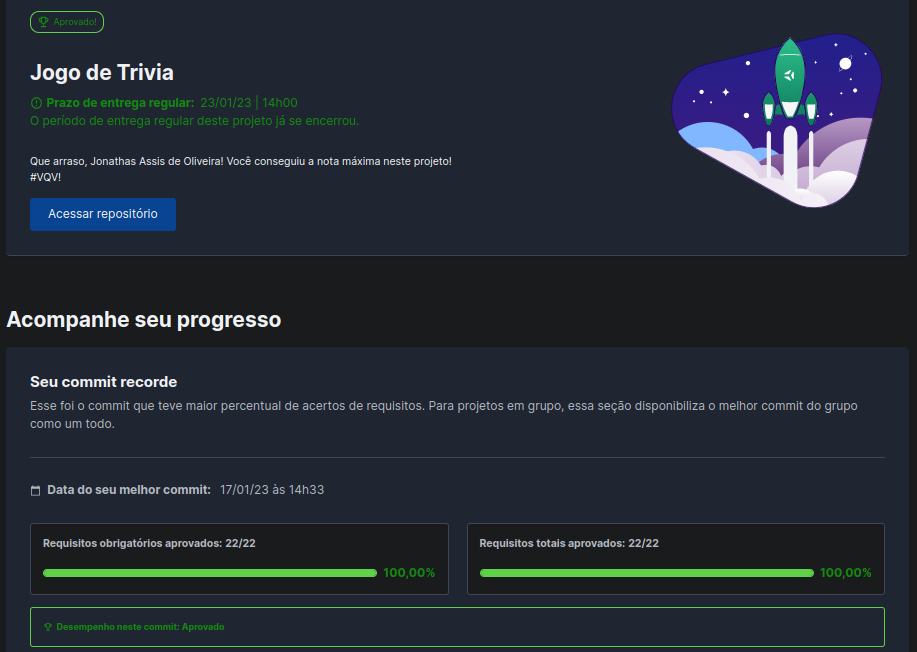 Aprovado!
Jogo de Trivia
Prazo de entrega regular: 23/01/23 | 14h00
O período de entrega regular deste projeto já se encerrou.
Que arraso, Jonathas Assis de Oliveira! Você conseguiu a nota máxima neste projeto!
#VQV!
Acessar repositório
Acompanhe seu progresso
Seu commit recorde
Esse foi o commit que teve maior percentual de acertos de requisitos. Para projetos em grupo, essa seção disponibiliza o melhor commit do grupo
como um todo.
Data do seu melhor commit: 17/01/23 às 14h33
Requisitos obrigatórios aprovados: 22/22
100,00%
Requisitos totais aprovados: 22/22
100,00%
Desempenho neste commit: Aprovado